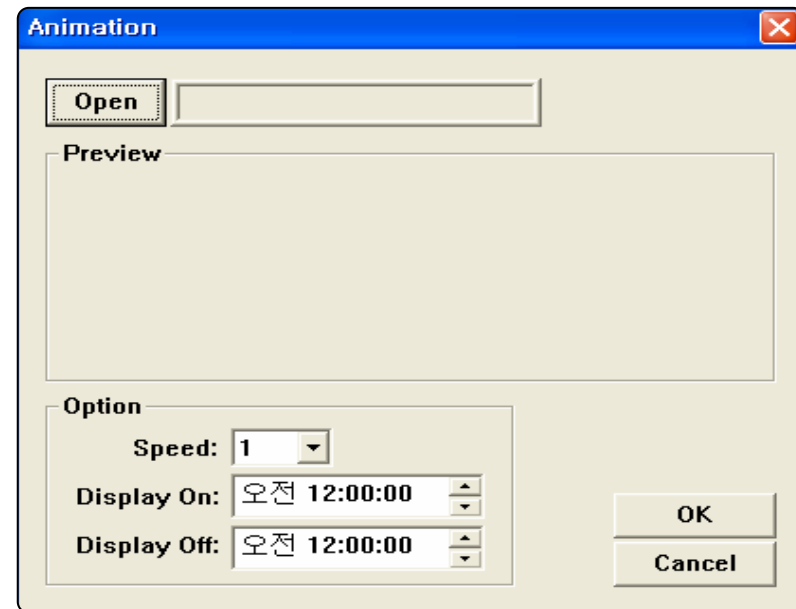 Animation
Open
Preview
Option
Speed: 1
Display On: 오전 12:00:00
Display Off: 오전 12:00:00
OK
Cancel